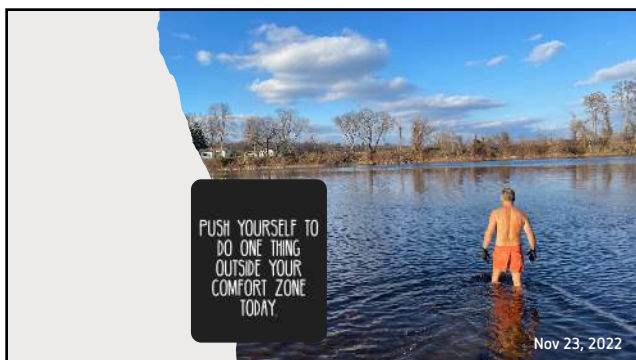 PUSH YOURSELF TO
DO ONE THING
OUTSIDE YOUR
COMFORT ZONE
TODAY.
Nov 23, 2022